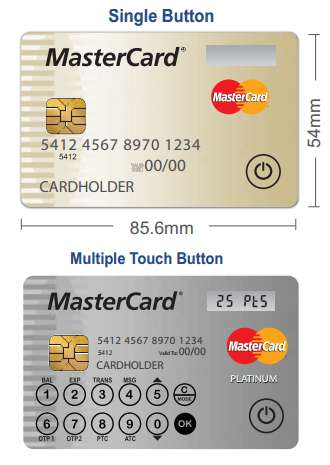 Single Button
MasterCard®
MasterCard
5412 4567 8970 1234
5412
00/00
CARDHOLDER
54mm
85.6mm
Multiple Touch Button
MasterCard®
25 PtS
5412 4567 8970 1234
5412 Valid To: 00/00
CARDHOLDER
MasterCard
PLATINUM
BAL EXP TRANS MSG
1 2 3 4 5 C
MODE
6 7 8 9 0 OK
OTP 1 OTP2 PTC ATC